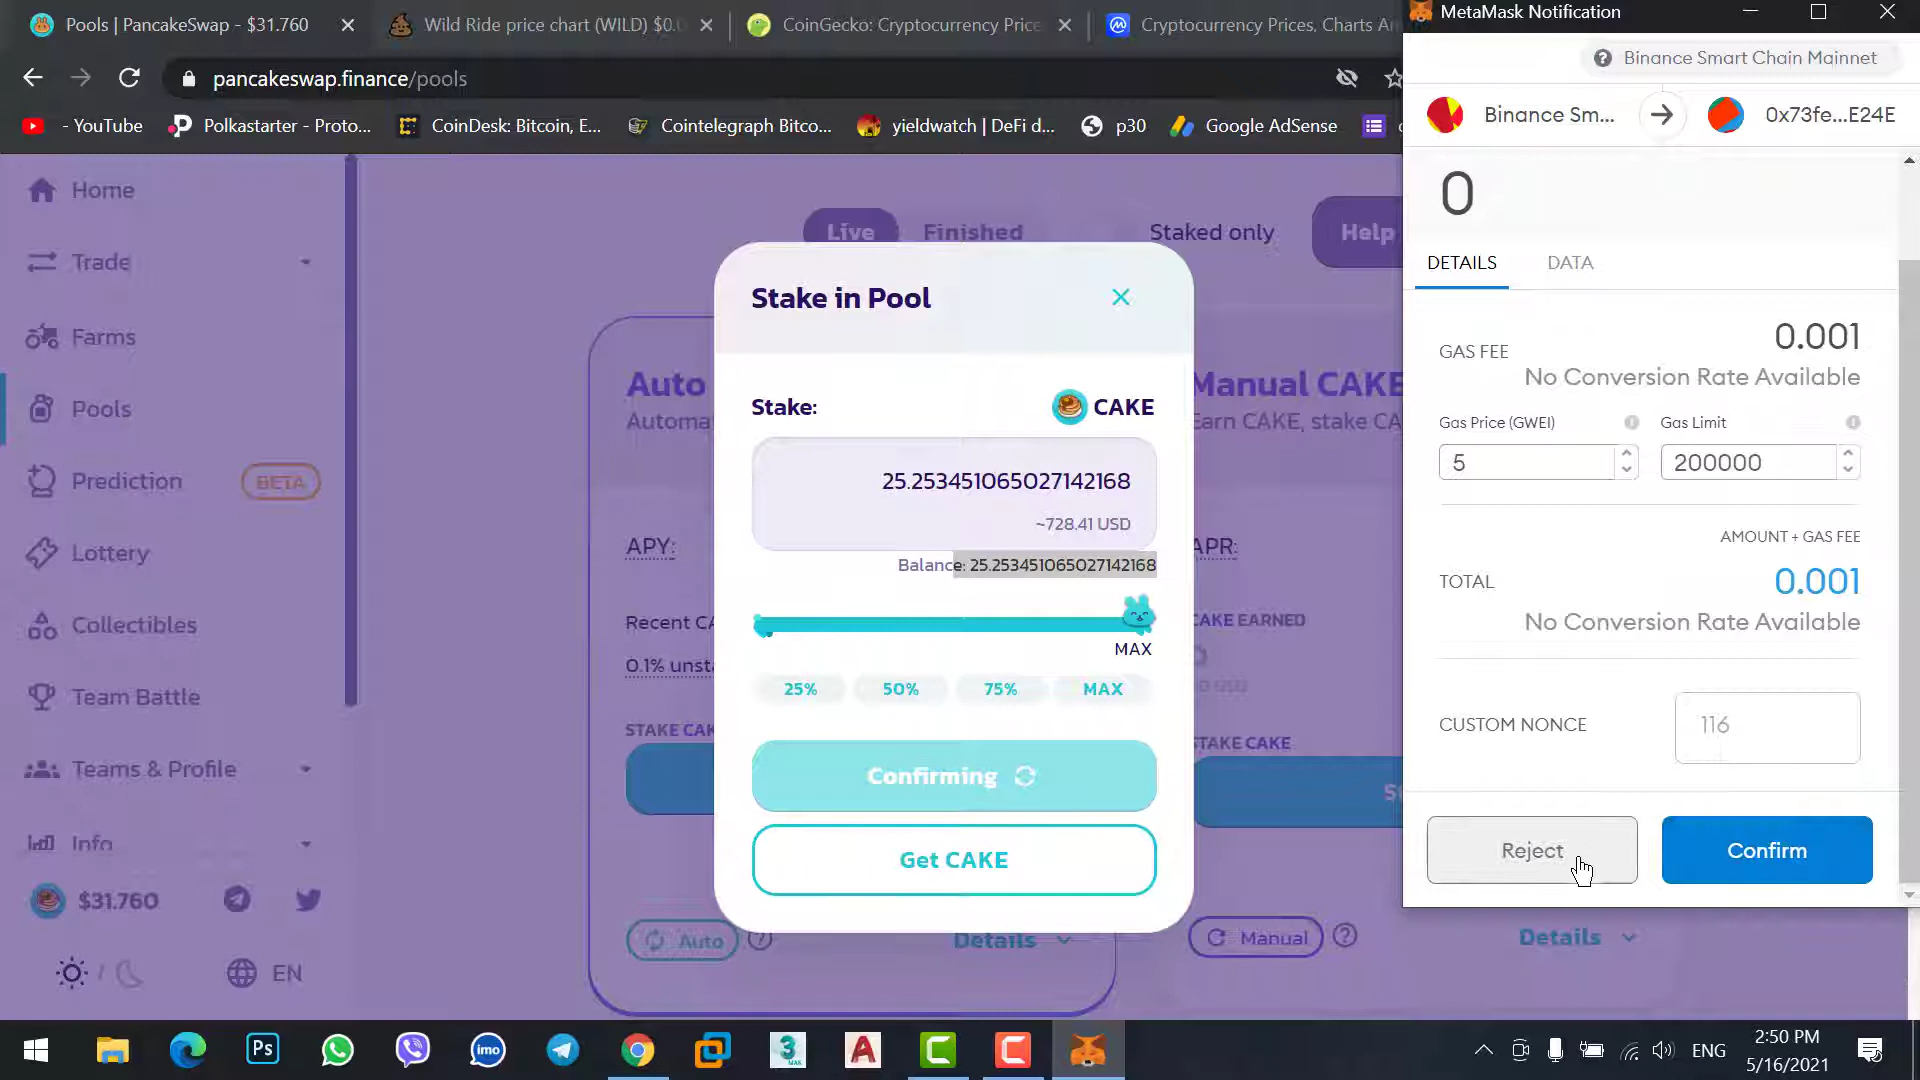 Pools | PancakeSwap - $31.760
Wild Ride price chart (WILD) $0.0
CoinGecko: Cryptocurrency Price
Cryptocurrency Prices, Charts An
pancakeswap.finance/pools
- YouTube
Polkastarter - Proto...
CoinDesk: Bitcoin, E...
Cointelegraph Bitco...
yieldwatch | DeFi d...
p30
Google AdSense
Home
Trade
Farms
Pools
Prediction
BETA
Lottery
Collectibles
Team Battle
Teams & Profile
Info
$31.760
EN
Live
Finished
Staked only
Help
Auto
Automa
APY:
Recent CA
0.1% unst
STAKE CAK
Auto
Details
Manual CAKE
Earn CAKE, stake CA
APR:
CAKE EARNED
STAKE CAKE
Manual
Details
Stake in Pool
Stake:
CAKE
25.253451065027142168
~728.41 USD
Balance: 25.253451065027142168
MAX
25%
50%
75%
MAX
Confirming
Get CAKE
MetaMask Notification
Binance Smart Chain Mainnet
Binance Sm...
0x73fe...E24E
0
DETAILS
DATA
GAS FEE
0.001
No Conversion Rate Available
Gas Price (GWEI)
Gas Limit
5
200000
AMOUNT + GAS FEE
TOTAL
0.001
No Conversion Rate Available
CUSTOM NONCE
116
Reject
Confirm
Ps
imo
3
MAX
A
C
C
ENG
2:50 PM
5/16/2021